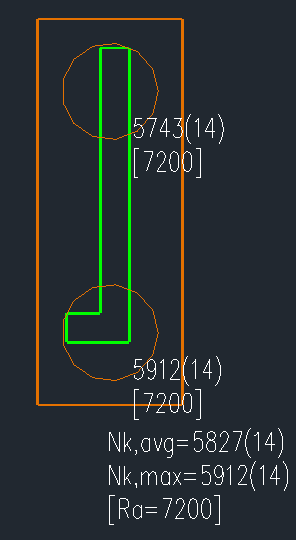 5743(14)
[7200]
5912(14)
[7200]
Nk,avg=5827(14)
Nk,max=5912(14)
[Ra=7200]